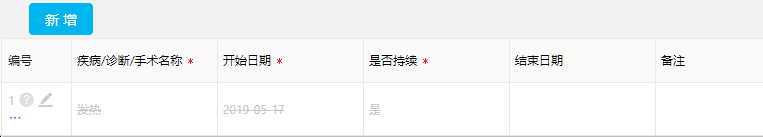 新 增
编号 疾病/诊断/手术名称 * 开始日期 * 是否持续 * 结束日期 备注
1 ? 发热 2019-05-17 是
...